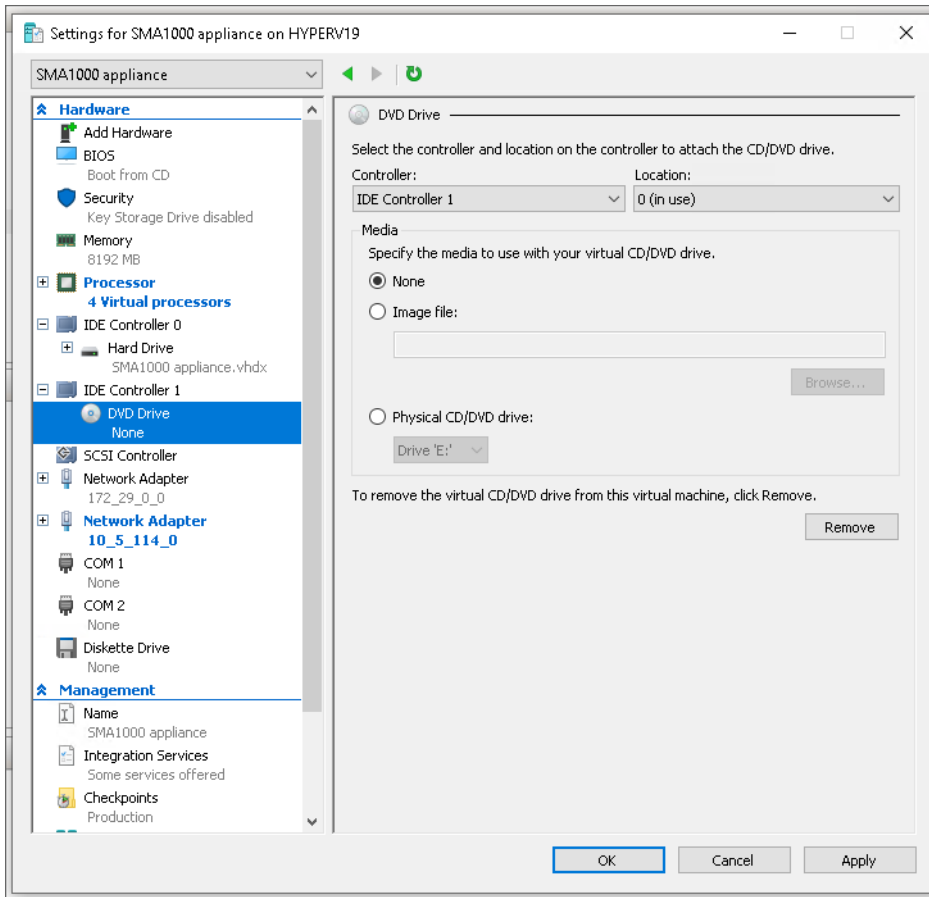 Settings for SMA1000 appliance on HYPERV19
SMA1000 appliance
Hardware
Add Hardware
BIOS
Boot from CD
Security
Key Storage Drive disabled
Memory
8192 MB
Processor
4 Virtual processors
IDE Controller 0
Hard Drive
SMA1000 appliance.vhdx
IDE Controller 1
DVD Drive
None
SCSI Controller
Network Adapter
172_29_0_0
Network Adapter
10_5_114_0
COM 1
None
COM 2
None
Diskette Drive
None
Management
Name
SMA1000 appliance
Integration Services
Some services offered
Checkpoints
Production
DVD Drive
Select the controller and location on the controller to attach the CD/DVD drive.
Controller: Location:
IDE Controller 1 0 (in use)
Media
Specify the media to use with your virtual CD/DVD drive.
None
Image file:
Browse...
Physical CD/DVD drive:
Drive 'E:'
To remove the virtual CD/DVD drive from this virtual machine, click Remove.
Remove
OK Cancel Apply